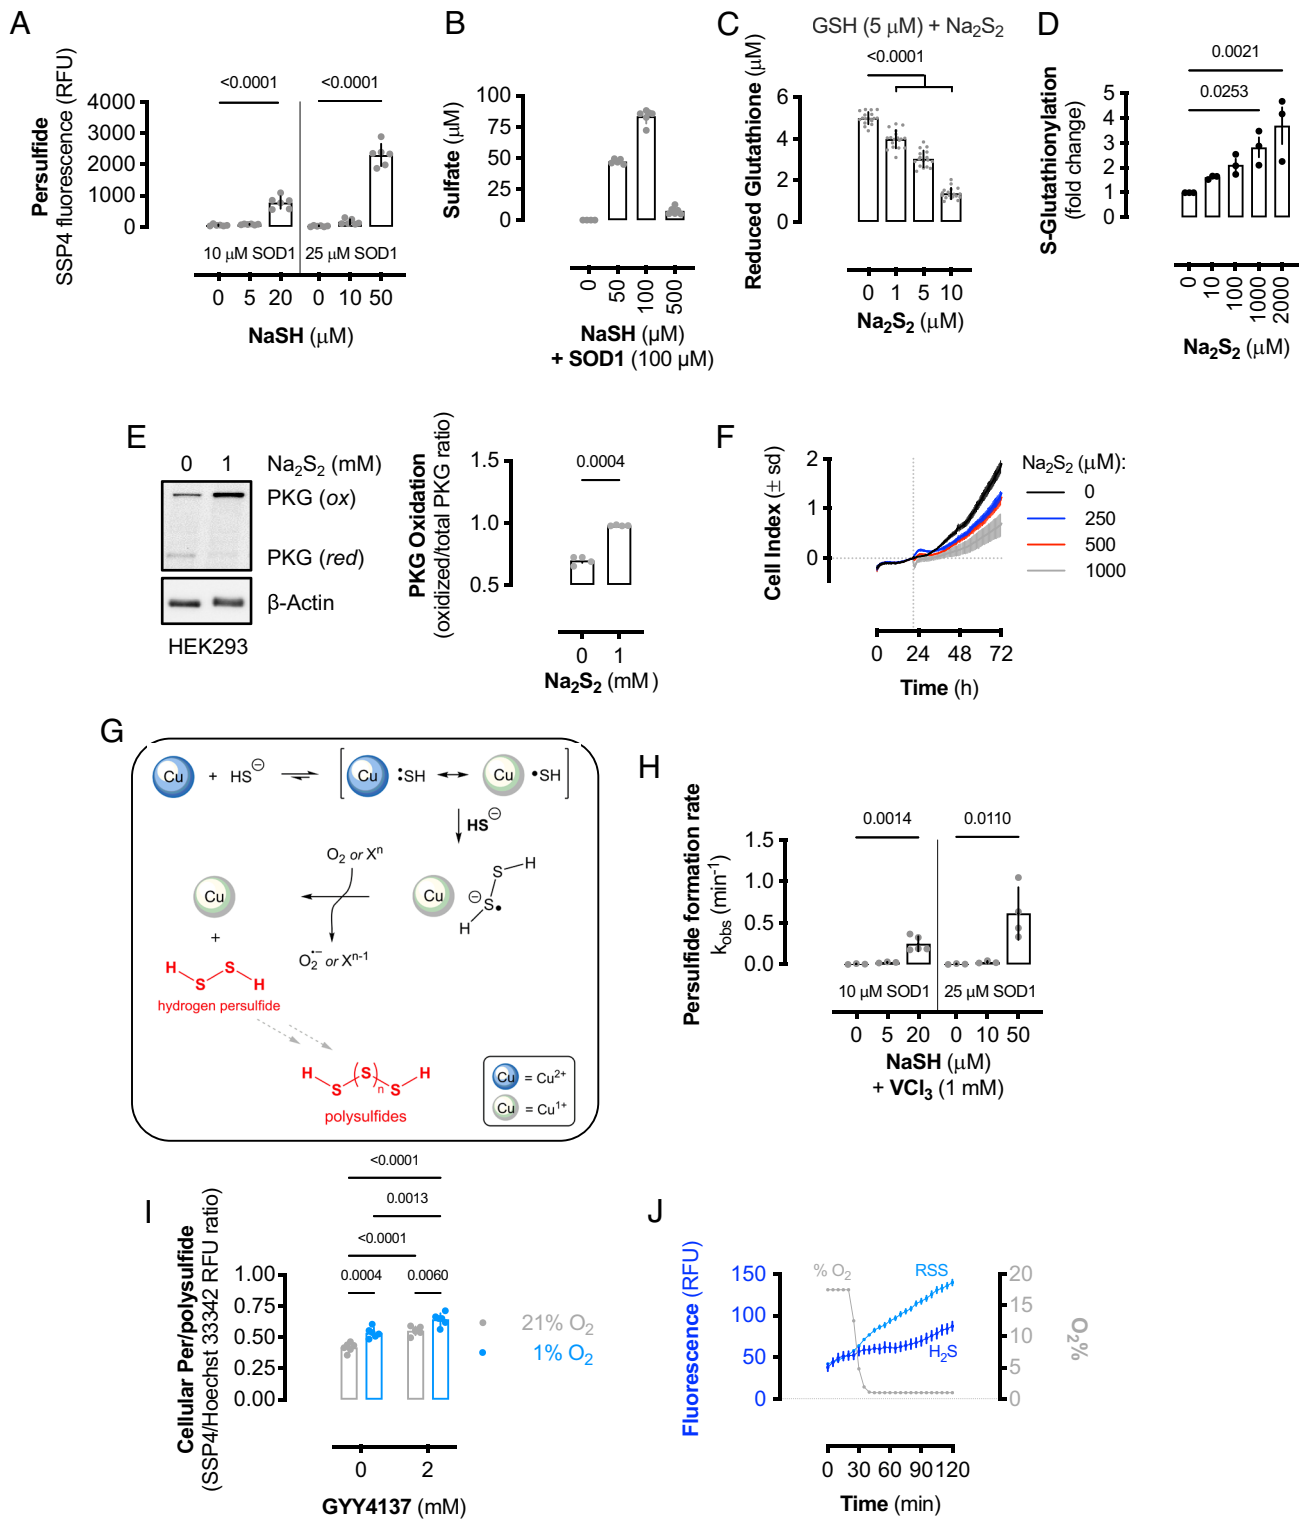 A
Persulfide
SSP4 fluorescence (RFU)
<0.0001
<0.0001
4000
3000
2000
1000
0
10 μM SOD1
25 μM SOD1
0 5 20 0 10 50
NaSH (μM)
B
Sulfate (μM)
100
75
50
25
0
0 50 100 500
NaSH (μM)
+ SOD1 (100 μM)
C
GSH (5 μM) + Na₂S₂
<0.0001
Reduced Glutathione (μM)
6
4
2
0
0 1 5 10
Na₂S₂ (μM)
D
0.0021
0.0253
S-Glutathionylation
(fold change)
5
4
3
2
1
0
0 10 100 1000 2000
Na₂S₂ (μM)
E
0 1 Na₂S₂ (mM)
PKG (ox)
PKG (red)
β-Actin
HEK293
PKG Oxidation
(oxidized/total PKG ratio)
0.0004
1.5
1.0
0.5
0 1
Na₂S₂ (mM)
F
Cell Index (± sd)
2
1
0
0 24 48 72
Time (h)
Na₂S₂ (μM):
0
250
500
1000
G
Cu + HS⊖ [Cu :SH ↔ Cu •SH]
HS⊖
O₂ or Xⁿ
Cu
⊖
S
S•
H
H
Cu
+
O₂•− or Xⁿ⁻¹
H S S H
hydrogen persulfide
H S (S)n S H
polysulfides
Cu = Cu²⁺
Cu = Cu¹⁺
H
Persulfide formation rate
kobs (min⁻¹)
0.0014
0.0110
1.5
1.0
0.5
0.0
10 μM SOD1
25 μM SOD1
0 5 20 0 10 50
NaSH (μM)
+ VCl₃ (1 mM)
I
Cellular Per/polysulfide
(SSP4/Hoechst 33342 RFU ratio)
<0.0001
0.0013
<0.0001
0.0004
0.0060
1.00
0.75
0.50
0.25
0.00
0 2
GYY4137 (mM)
21% O₂
1% O₂
J
Fluorescence (RFU)
150
100
50
0
% O₂
RSS
H₂S
20
15
10
5
0
O₂%
0 30 60 90 120
Time (min)